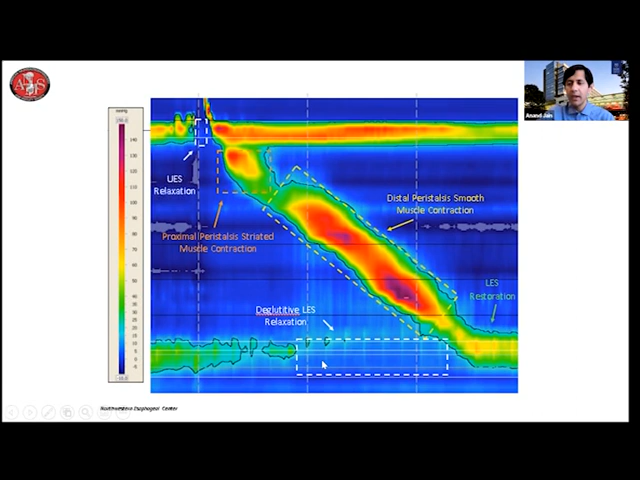 ANS
mmHg
150.0
140
130
120
110
100
90
80
70
60
50
40
30
20
10
UES
Relaxation
Proximal Peristalsis Striated
Muscle Contraction
Distal Peristalsis Smooth
Muscle Contraction
LES
Restoration
Deglutitive LES
Relaxation
Northwestern Esophageal Center
Anand Jain